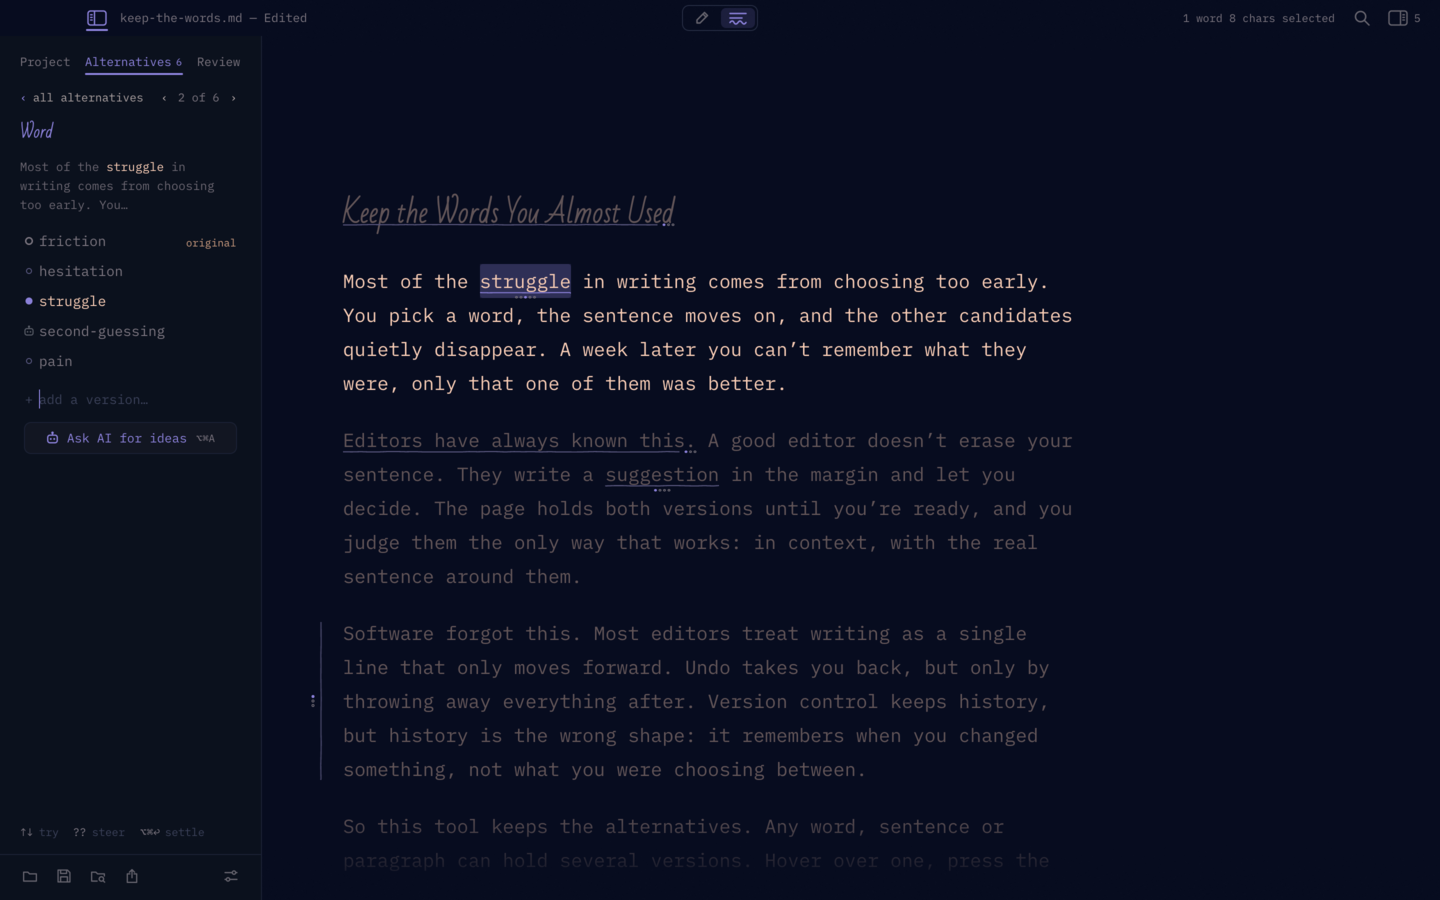 keep-the-words.md — Edited
1 word 8 chars selected
5
Project Alternatives 6 Review
‹ all alternatives ‹ 2 of 6 ›
Word
Most of the struggle in
writing comes from choosing
too early. You…
friction original
hesitation
struggle
second-guessing
pain
+ add a version…
Ask AI for ideas ⌥⌘A
↑↓ try ?? steer ⌥⌘↩ settle
Keep the Words You Almost Used
Most of the struggle in writing comes from choosing too early.
You pick a word, the sentence moves on, and the other candidates
quietly disappear. A week later you can’t remember what they
were, only that one of them was better.
Editors have always known this. A good editor doesn’t erase your
sentence. They write a suggestion in the margin and let you
decide. The page holds both versions until you’re ready, and you
judge them the only way that works: in context, with the real
sentence around them.
Software forgot this. Most editors treat writing as a single
line that only moves forward. Undo takes you back, but only by
throwing away everything after. Version control keeps history,
but history is the wrong shape: it remembers when you changed
something, not what you were choosing between.
So this tool keeps the alternatives. Any word, sentence or
paragraph can hold several versions. Hover over one, press the